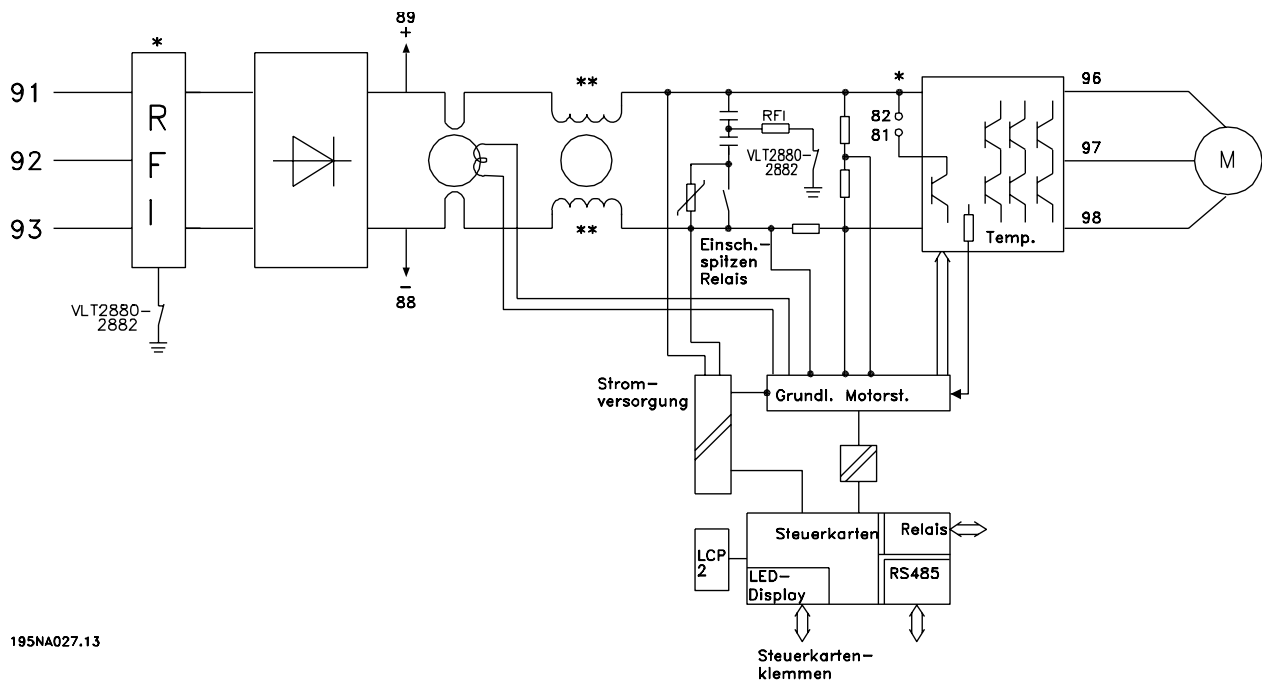 89
+
*
**
*
91
92
93
R
F
I
82
81
RFI
VLT2880-
2882
96
97
98
M
**
Einsch.-
spitzen
Relais
Temp.
-
88
VLT2880-
2882
Strom-
versorgung
Grundl. Motorst.
Steuerkarten
Relais
LCP
2
RS485
LED-
Display
Steuerkarten-
klemmen
195NA027.13